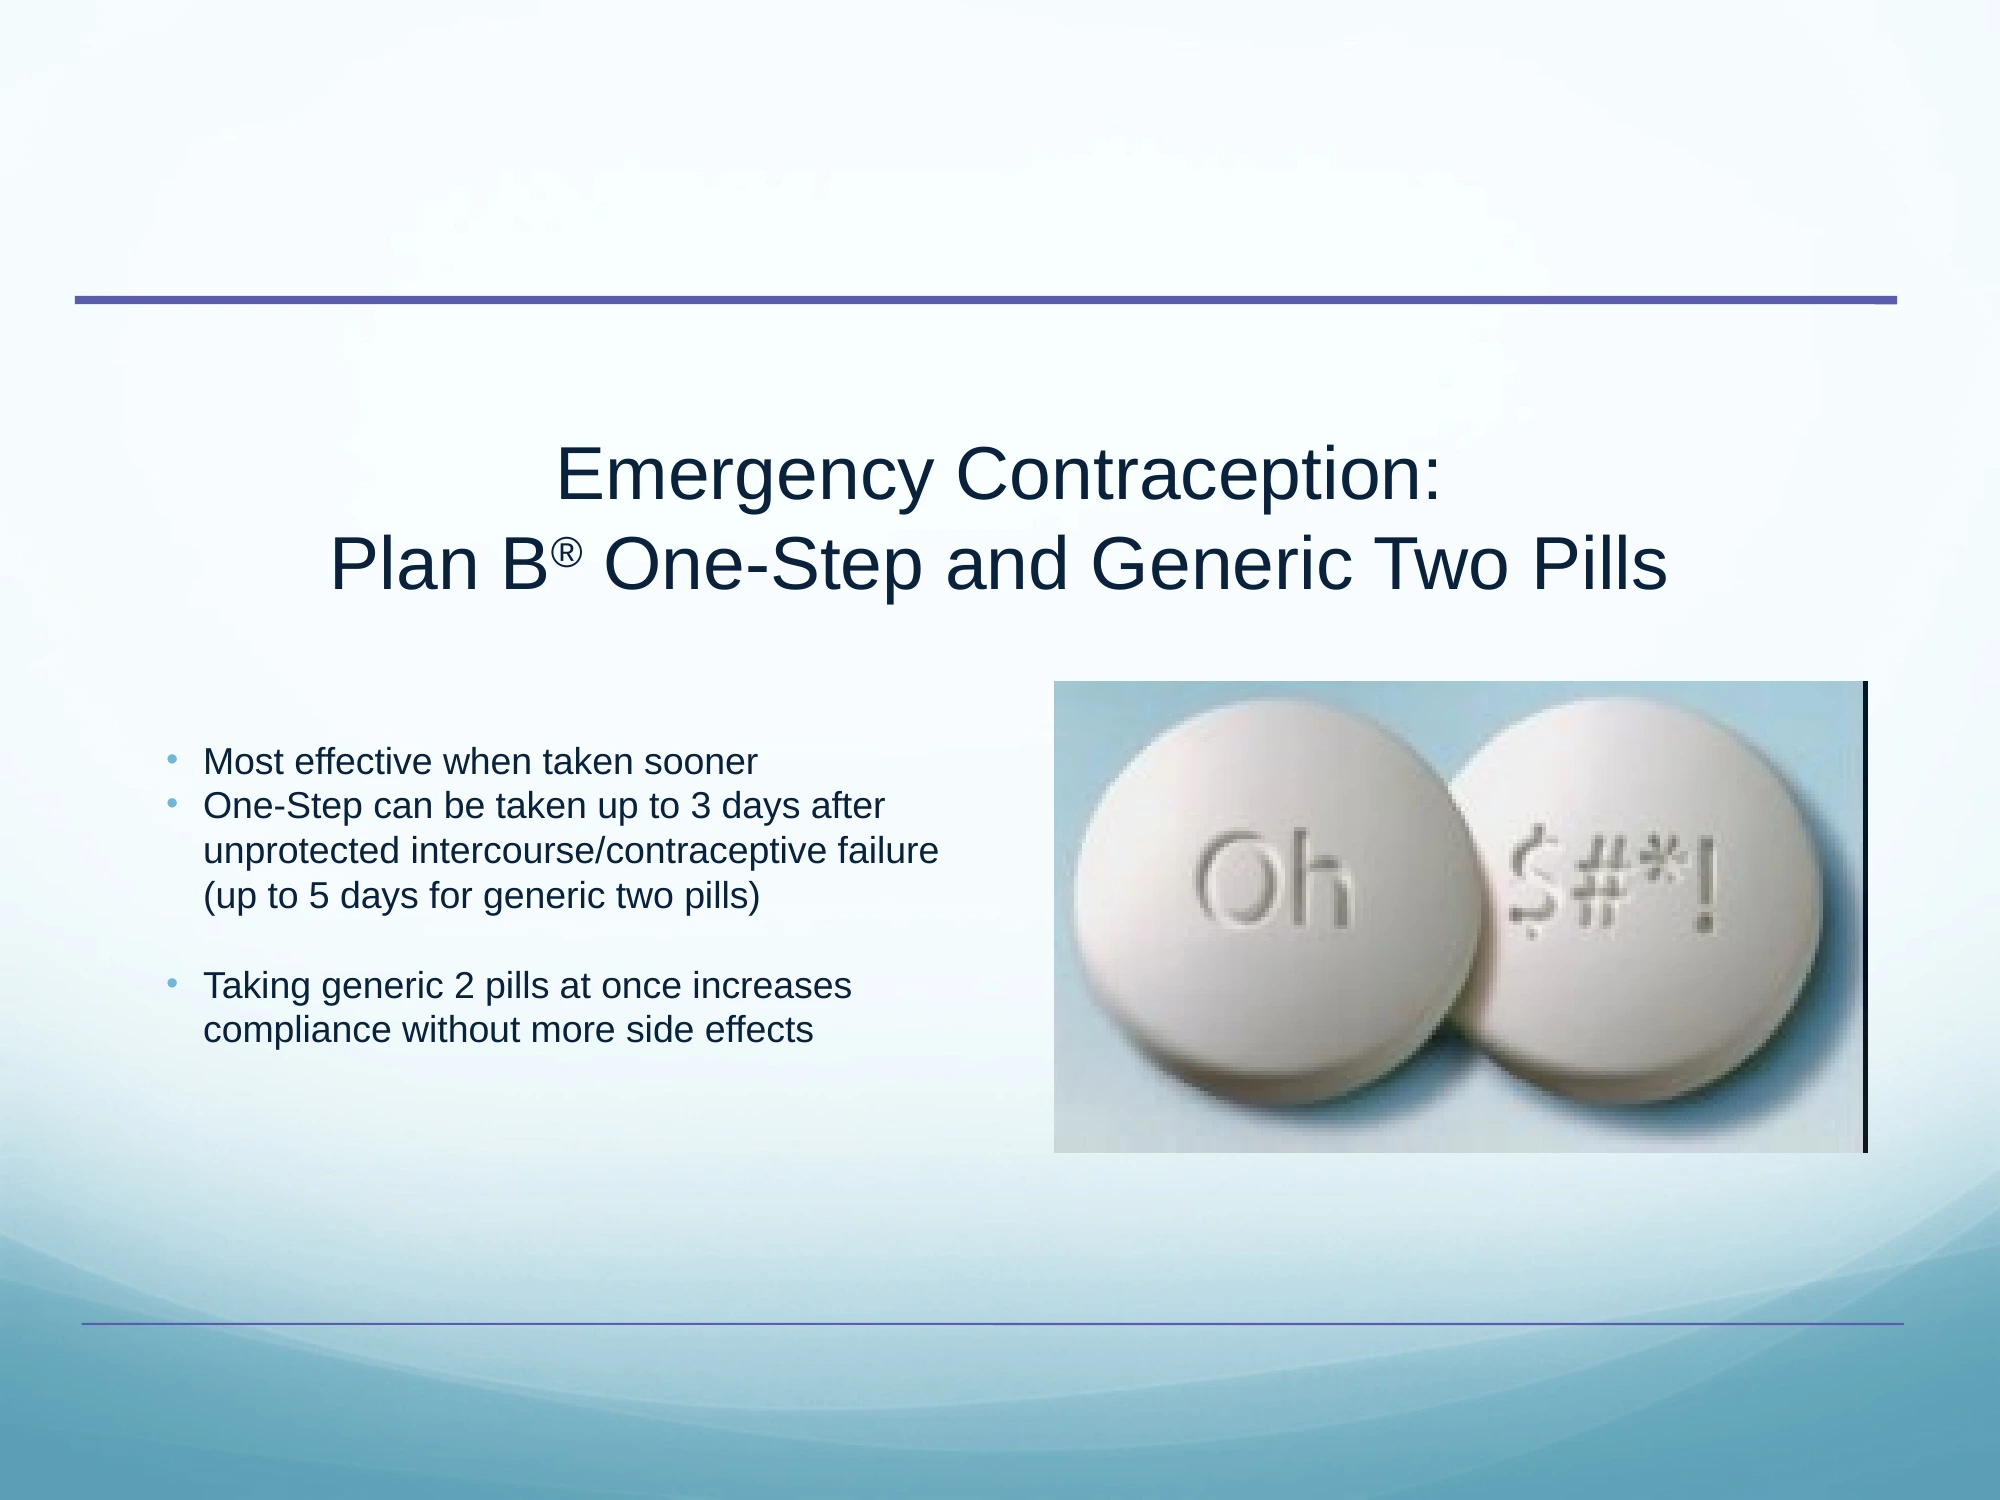 Emergency Contraception:
Plan B® One-Step and Generic Two Pills
• Most effective when taken sooner
• One-Step can be taken up to 3 days after
unprotected intercourse/contraceptive failure
(up to 5 days for generic two pills)
• Taking generic 2 pills at once increases
compliance without more side effects
Oh $#*!